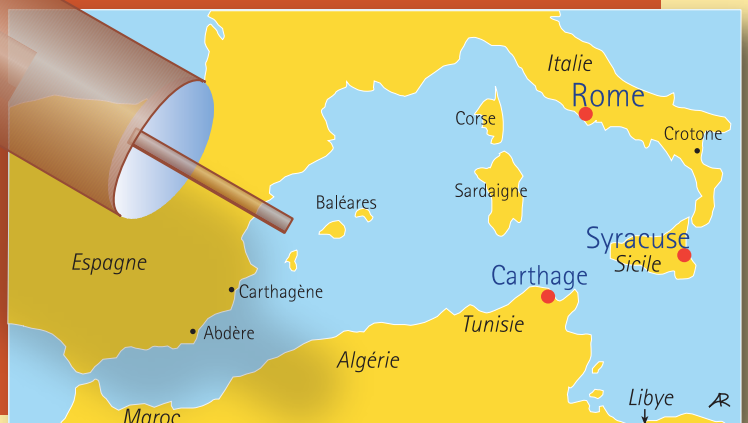 Italie
Rome
Corse
Crotone
Sardaigne
Baléares
Syracuse
Sicile
Espagne
Carthage
Carthagène
Tunisie
Abdère
Algérie
Libye
AR
Maroc